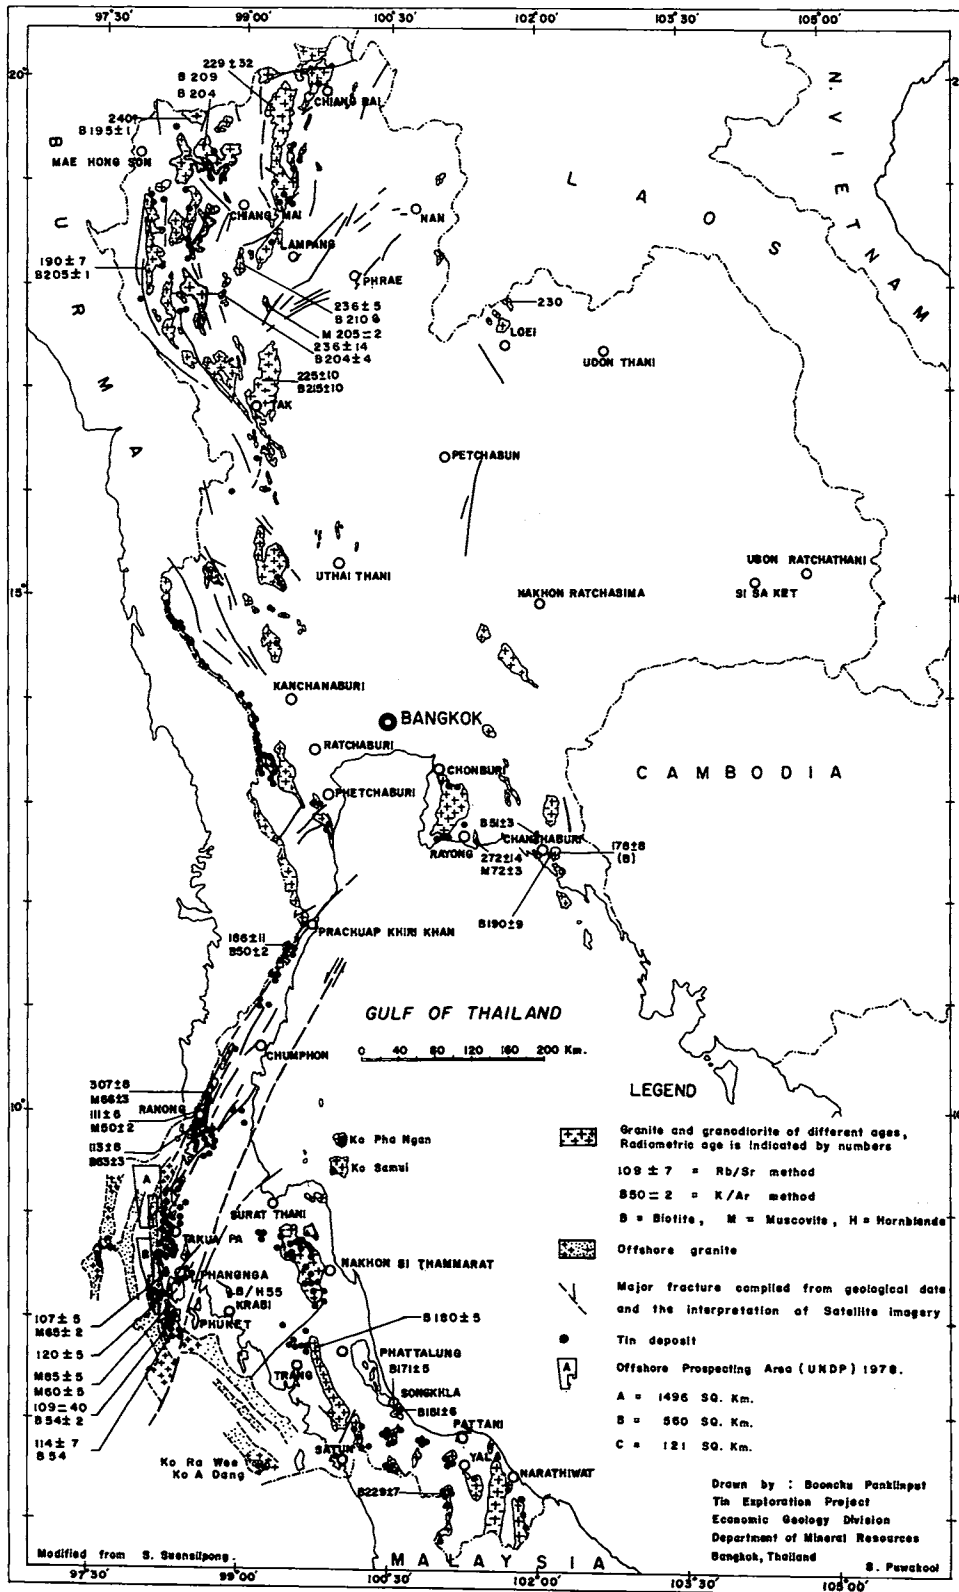 97°30'
99°00'
100°30'
102°00'
103°30'
105°00'
20°
229±32
B 209
B 204
CHIANG RAI
240
B195±1
MAE HONG SON
BURMA
LAOS
N. VIETNAM
CHIANG MAI
NAN
LAMPANG
190±7
B205±1
PHRAE
236±5
B210
M 205=2
236±14
B204±4
230
LOEI
UDON THANI
225±10
B215±10
TAK
PETCHABUN
UTHAI THANI
UBON RATCHATHANI
NAKHON RATCHASIMA
SI SA KET
15°
KANCHANABURI
BANGKOK
RATCHABURI
CHONBURI
CAMBODIA
PHETCHABURI
B51±3
CHANTHABURI
RAYONG
272±14
M72±3
178±8
(B)
B190±9
PRACHUAP KHIRI KHAN
186±11
B50±2
GULF OF THAILAND
CHUMPHON
0 40 80 120 160 200 Km.
307±8
M66±3
RANONG
111±6
M50±2
113±8
B63±3
10°
LEGEND
Granite and granodiorite of different ages,
Radiometric age is indicated by numbers
109 ± 7 = Rb/Sr method
B50 = 2 = K/Ar method
B = Biotite, M = Muscovite, H = Hornblende
Offshore granite
Major fracture compiled from geological data
and the interpretation of Satellite imagery
Tin deposit
A
Offshore Prospecting Area (UNDP) 1978.
A = 1496 SQ. Km.
B = 560 SQ. Km.
C = 121 SQ. Km.
Ko Pha Ngan
Ko Samui
A
SURAT THANI
TAKUA PA
B
NAKHON SI THAMMARAT
PHANGNGA
B/H55
KRABI
107±5
M65±2
PHUKET
B180±5
120±5
PHATTALUNG
B171±5
TRANG
M65±5
M60±5
SONGKHLA
B181±6
109=40
B54±2
PATTANI
114±7
B54
SATUN
YALA
Ko Ra Wee
Ko A Dang
NARATHIWAT
B229±7
Drawn by : Boonchu Panklinput
Tin Exploration Project
Economic Geology Division
Department of Mineral Resources
Bangkok, Thailand
S. Puwakool
Modified from S. Suensilpong.
MALAYSIA
97°30'
99°00'
100°30'
102°00'
103°30'
105°00'